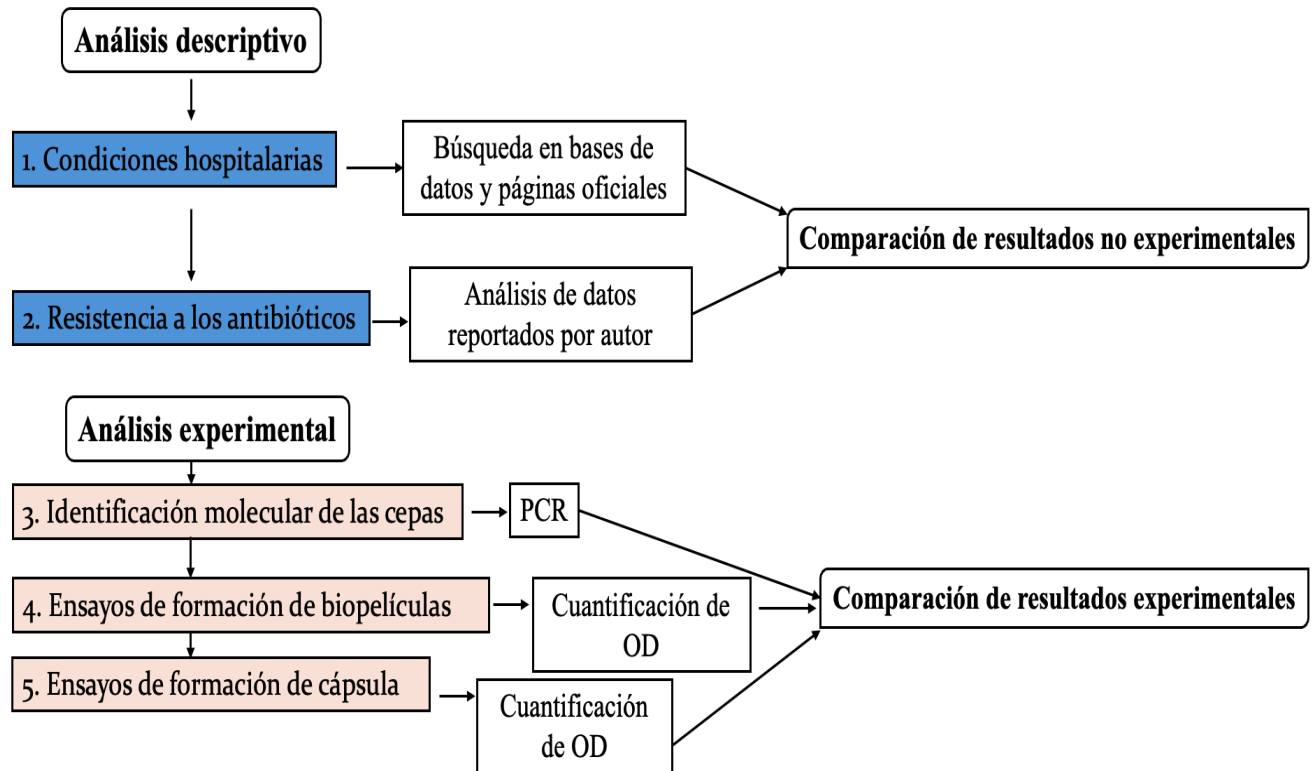 Análisis descriptivo
1. Condiciones hospitalarias
Búsqueda en bases de
datos y páginas oficiales
Comparación de resultados no experimentales
2. Resistencia a los antibióticos
Análisis de datos
reportados por autor
Análisis experimental
3. Identificación molecular de las cepas
PCR
4. Ensayos de formación de biopelículas
Cuantificación de
OD
Comparación de resultados experimentales
5. Ensayos de formación de cápsula
Cuantificación
de OD